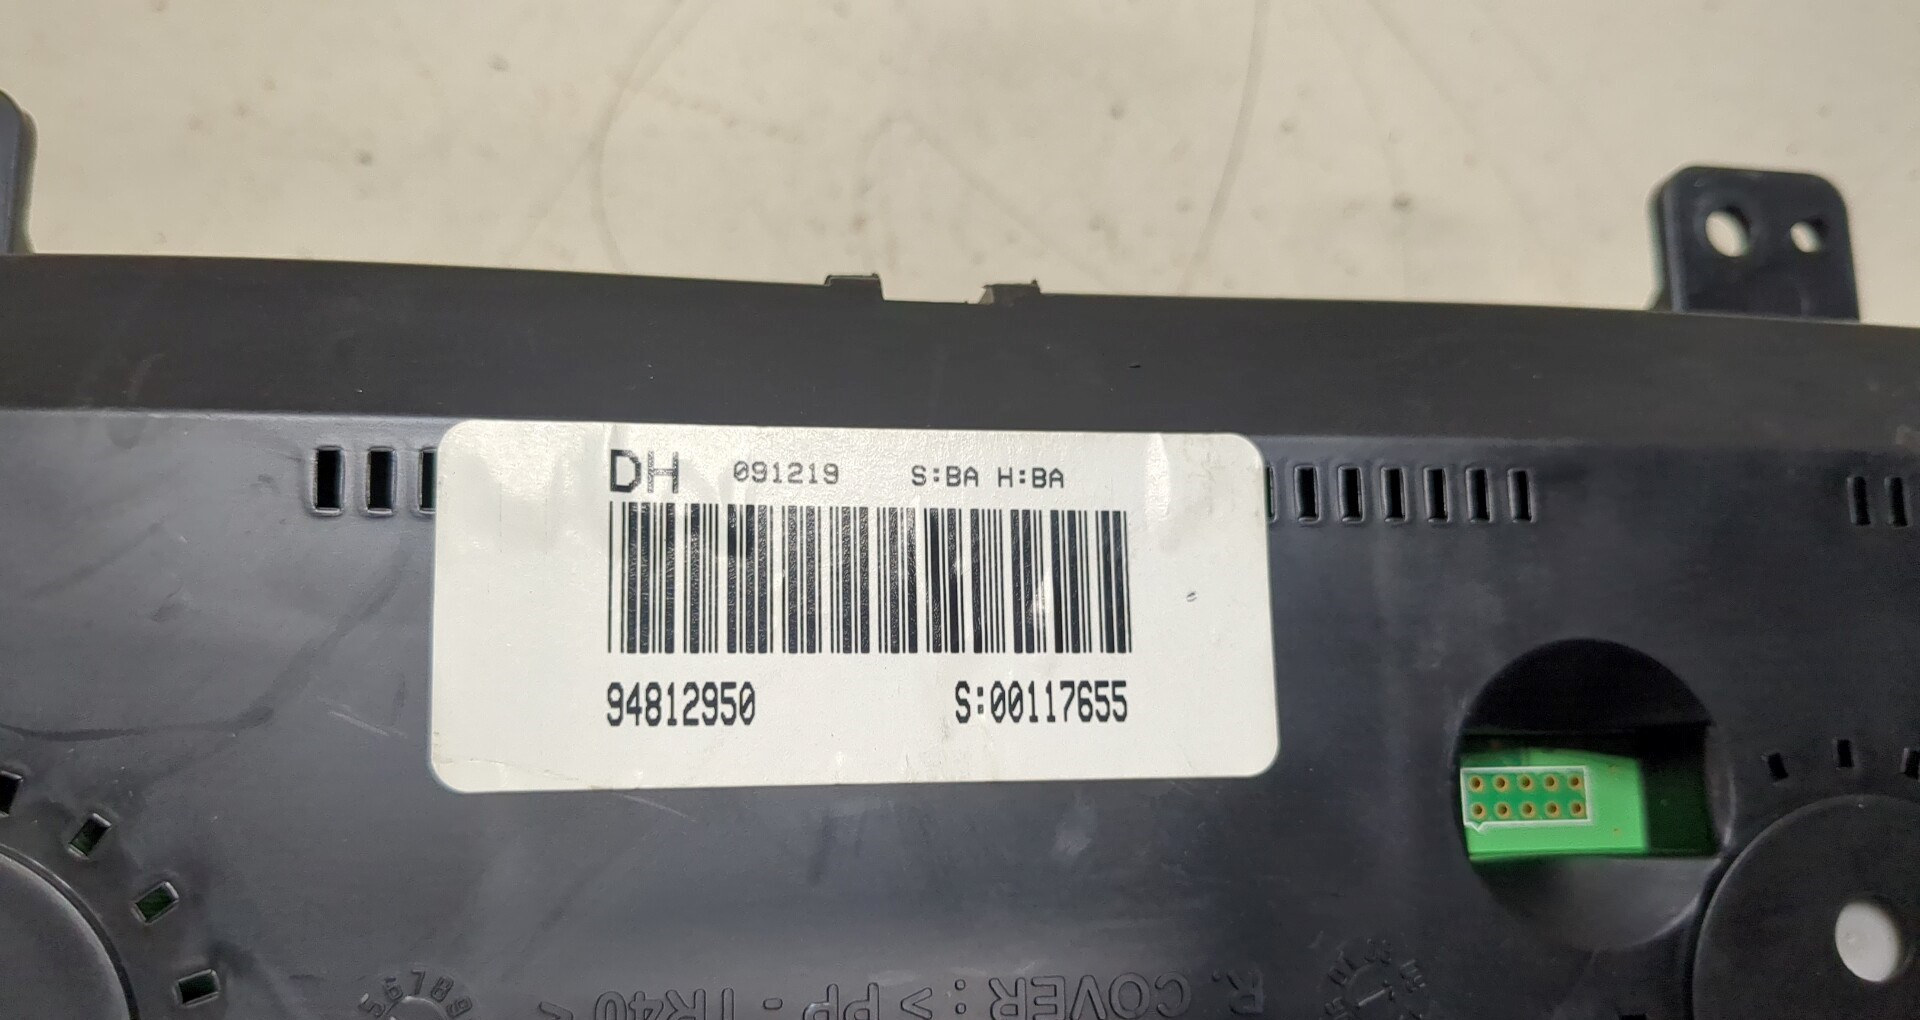 DH 091219 S:BA H:BA
94812950 S:00117655
R. COVER : >PP - TR40<